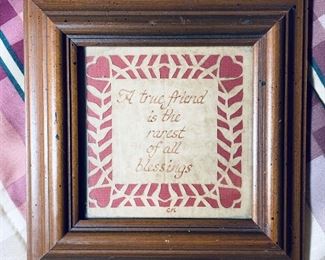 A true friend
is the
rarest
of all
blessings